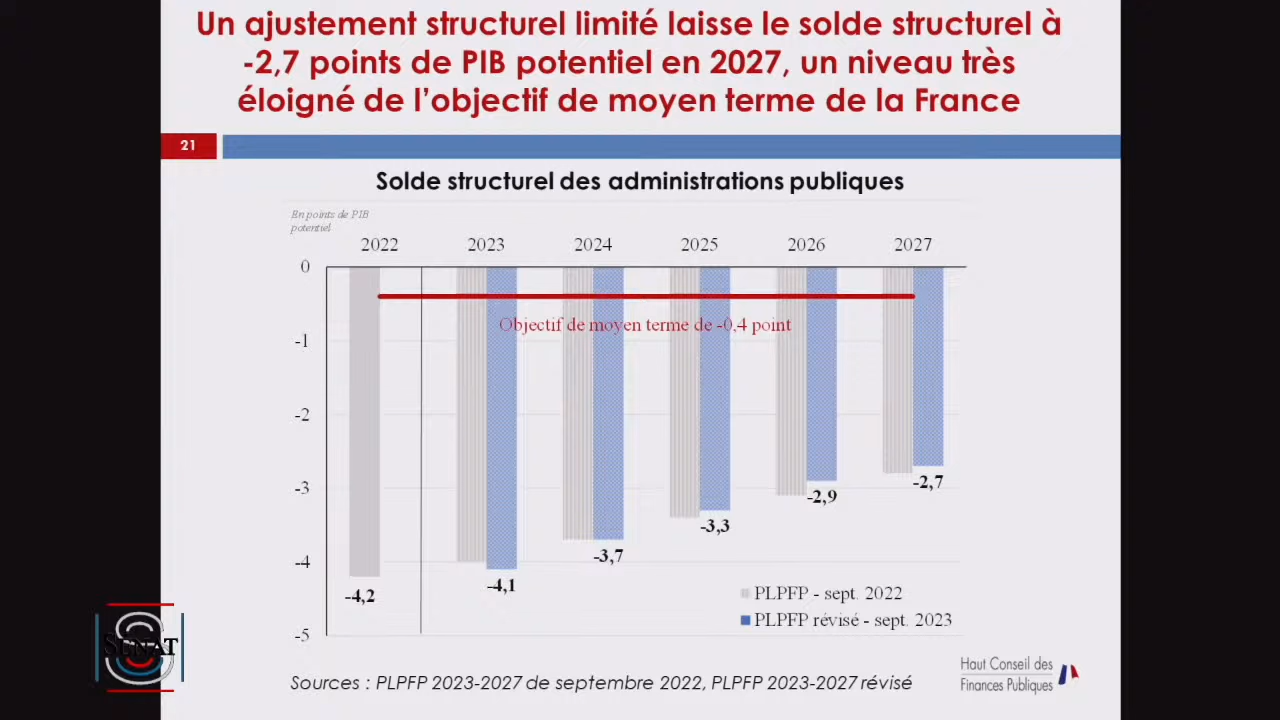 Un ajustement structurel limité laisse le solde structurel à
-2,7 points de PIB potentiel en 2027, un niveau très
éloigné de l’objectif de moyen terme de la France
21
Solde structurel des administrations publiques
En points de PIB
potentiel
2022 2023 2024 2025 2026 2027
0
Objectif de moyen terme de -0,4 point
-1
-2
-3
-2,7
-2,9
-3,3
-3,7
-4
-4,1
-4,2
PLPFP - sept. 2022
PLPFP révisé - sept. 2023
-5
SÉNAT
Haut Conseil des
Finances Publiques
Sources : PLPFP 2023-2027 de septembre 2022, PLPFP 2023-2027 révisé